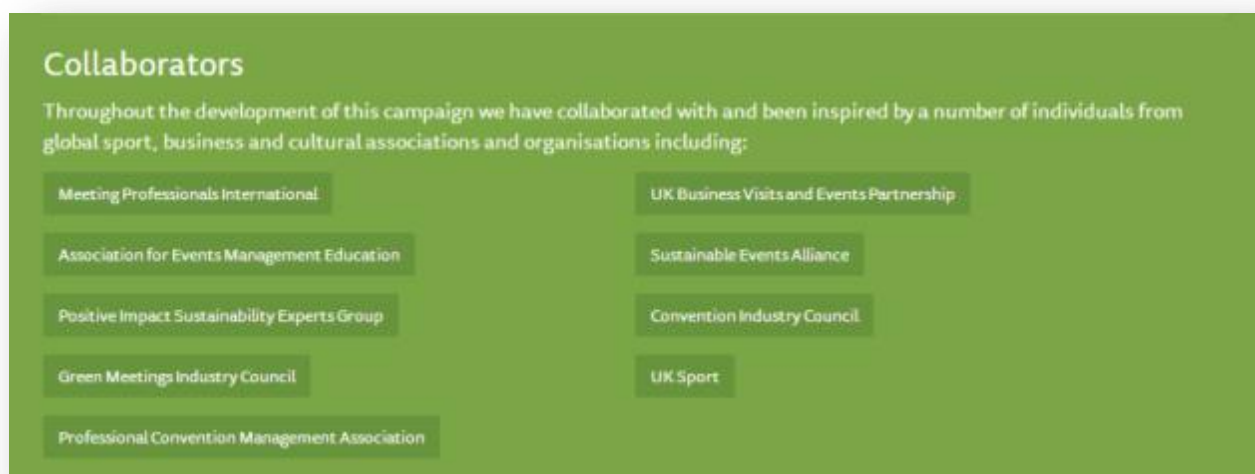 Collaborators
Throughout the development of this campaign we have collaborated with and been inspired by a number of individuals from
global sport, business and cultural associations and organisations including:
Meeting Professionals International
UK Business Visits and Events Partnership
Association for Events Management Education
Sustainable Events Alliance
Positive Impact Sustainability Experts Group
Convention Industry Council
Green Meetings Industry Council
UK Sport
Professional Convention Management Association